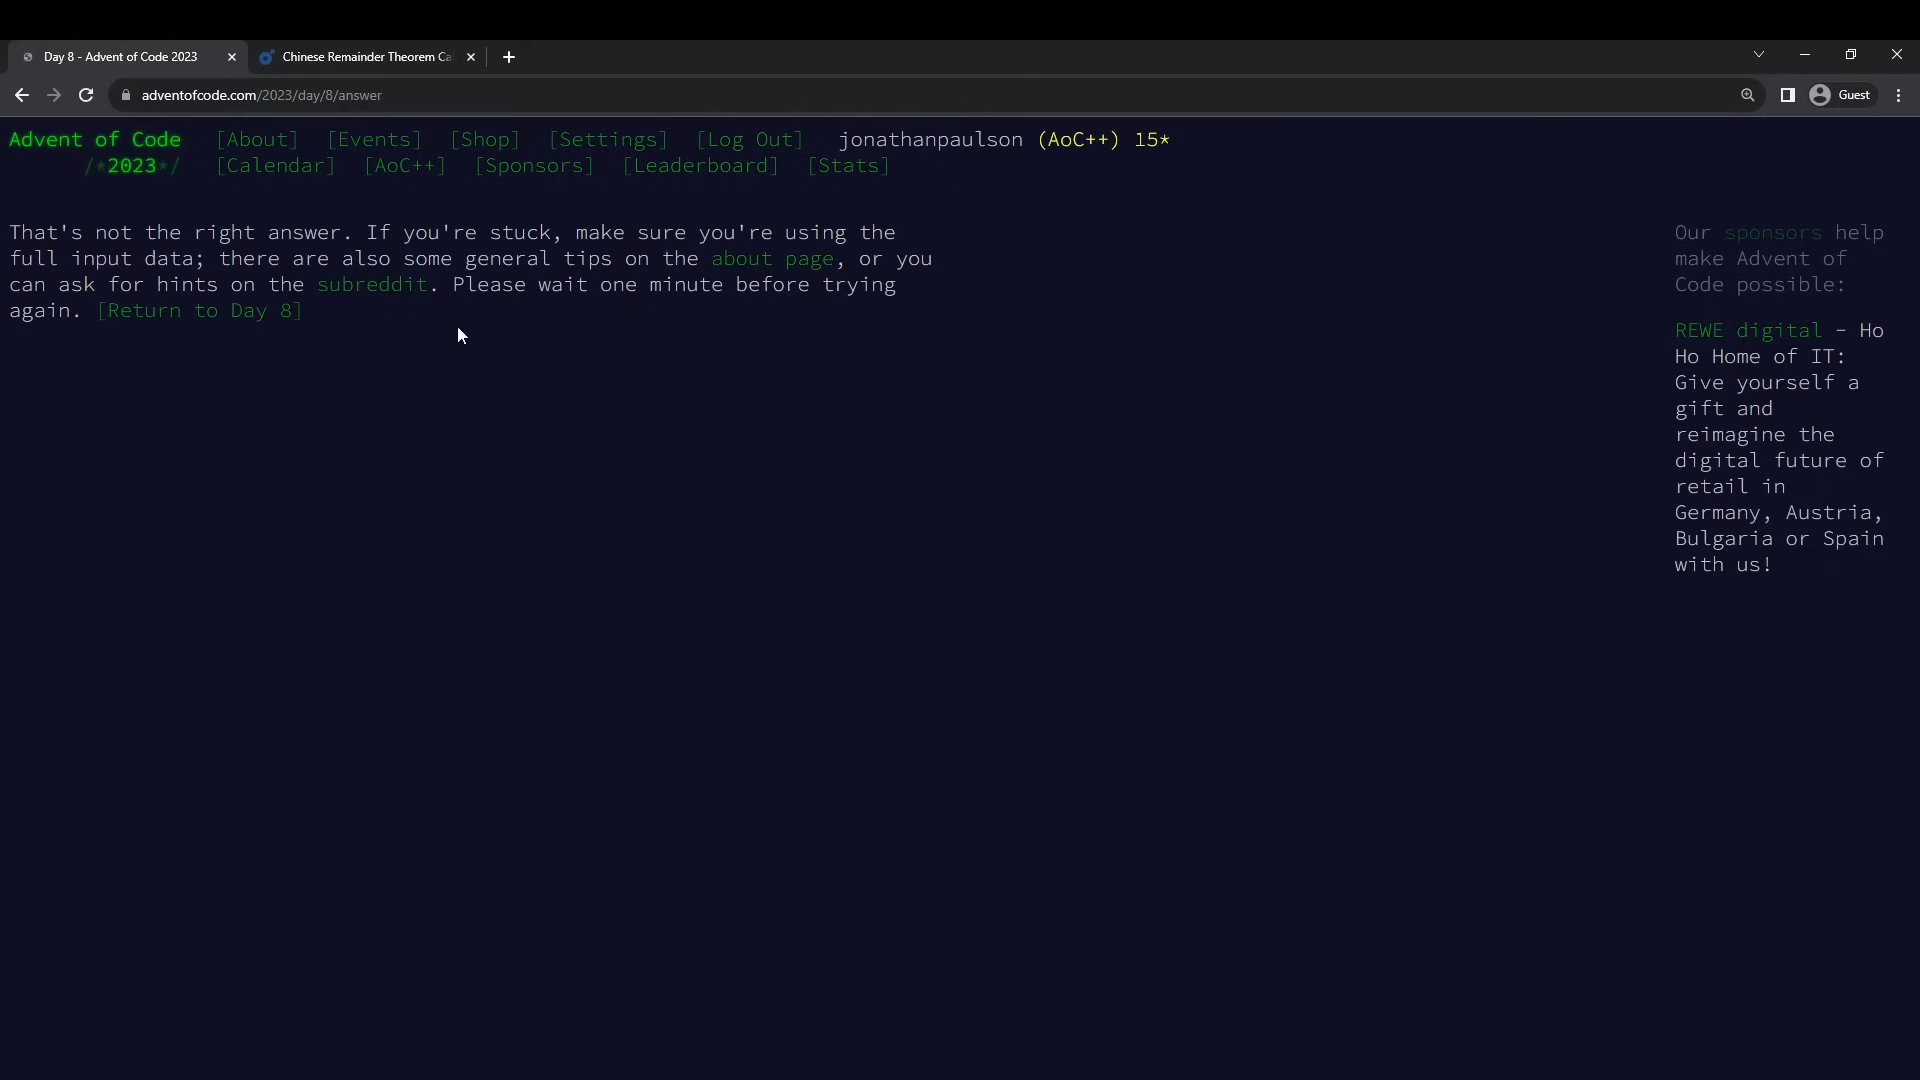 Day 8 - Advent of Code 2023
Chinese Remainder Theorem Ca
adventofcode.com/2023/day/8/answer
Guest
Advent of Code [About] [Events] [Shop] [Settings] [Log Out] jonathanpaulson (AoC++) 15*
/*2023*/ [Calendar] [AoC++] [Sponsors] [Leaderboard] [Stats]
That's not the right answer. If you're stuck, make sure you're using the
full input data; there are also some general tips on the about page, or you
can ask for hints on the subreddit. Please wait one minute before trying
again. [Return to Day 8]
Our sponsors help
make Advent of
Code possible:
REWE digital - Ho
Ho Home of IT:
Give yourself a
gift and
reimagine the
digital future of
retail in
Germany, Austria,
Bulgaria or Spain
with us!